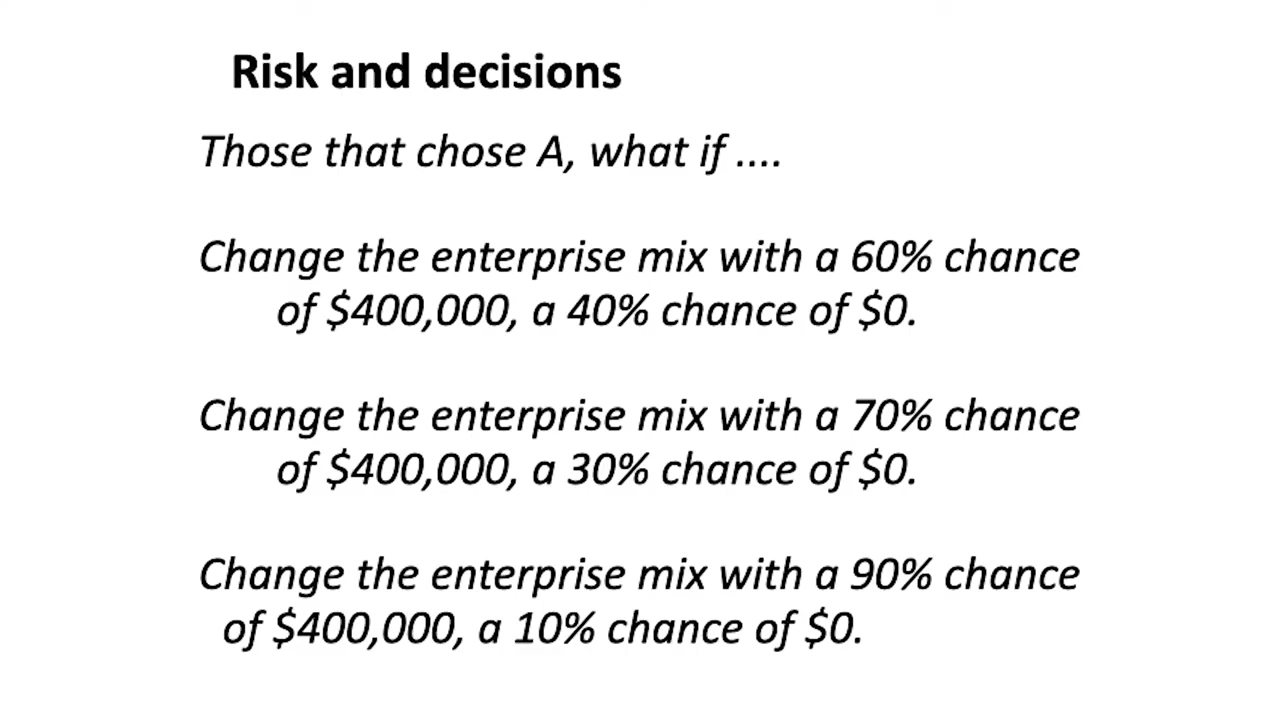 Risk and decisions
Those that chose A, what if ....
Change the enterprise mix with a 60% chance
of $400,000, a 40% chance of $0.
Change the enterprise mix with a 70% chance
of $400,000, a 30% chance of $0.
Change the enterprise mix with a 90% chance
of $400,000, a 10% chance of $0.